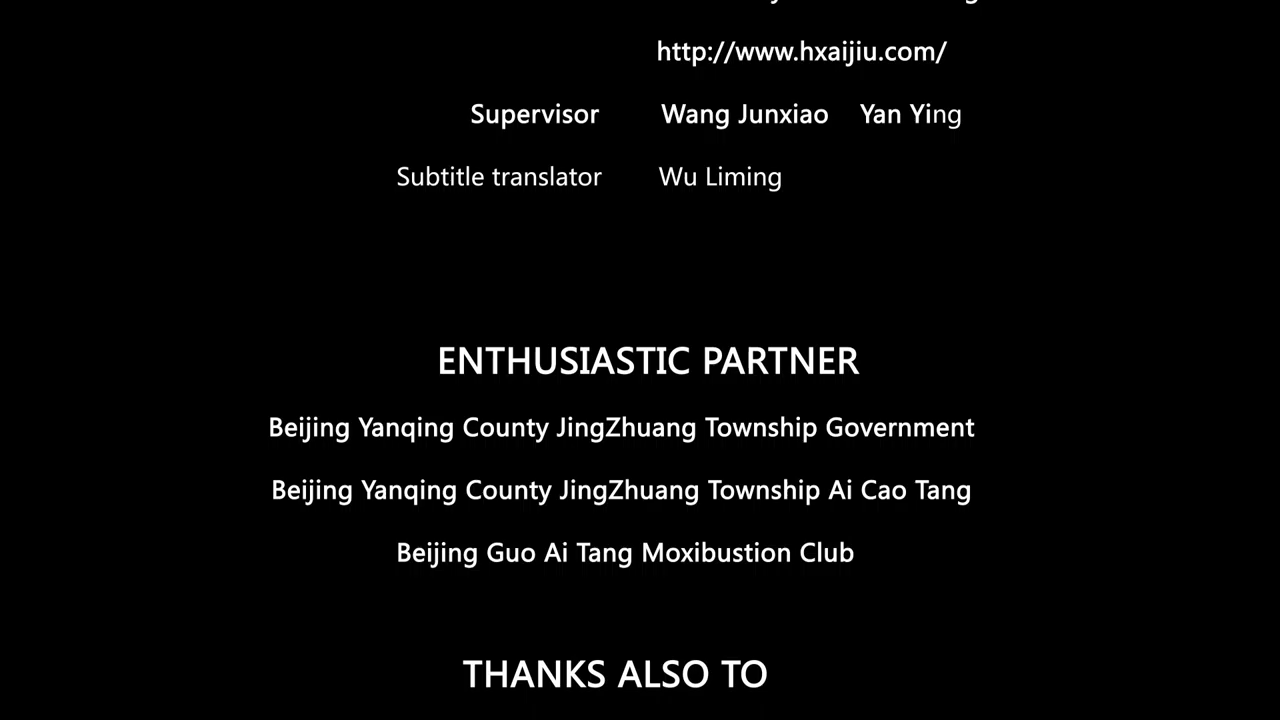 http://www.hxaijiu.com/
Supervisor Wang Junxiao Yan Ying
Subtitle translator Wu Liming
ENTHUSIASTIC PARTNER
Beijing Yanqing County JingZhuang Township Government
Beijing Yanqing County JingZhuang Township Ai Cao Tang
Beijing Guo Ai Tang Moxibustion Club
THANKS ALSO TO